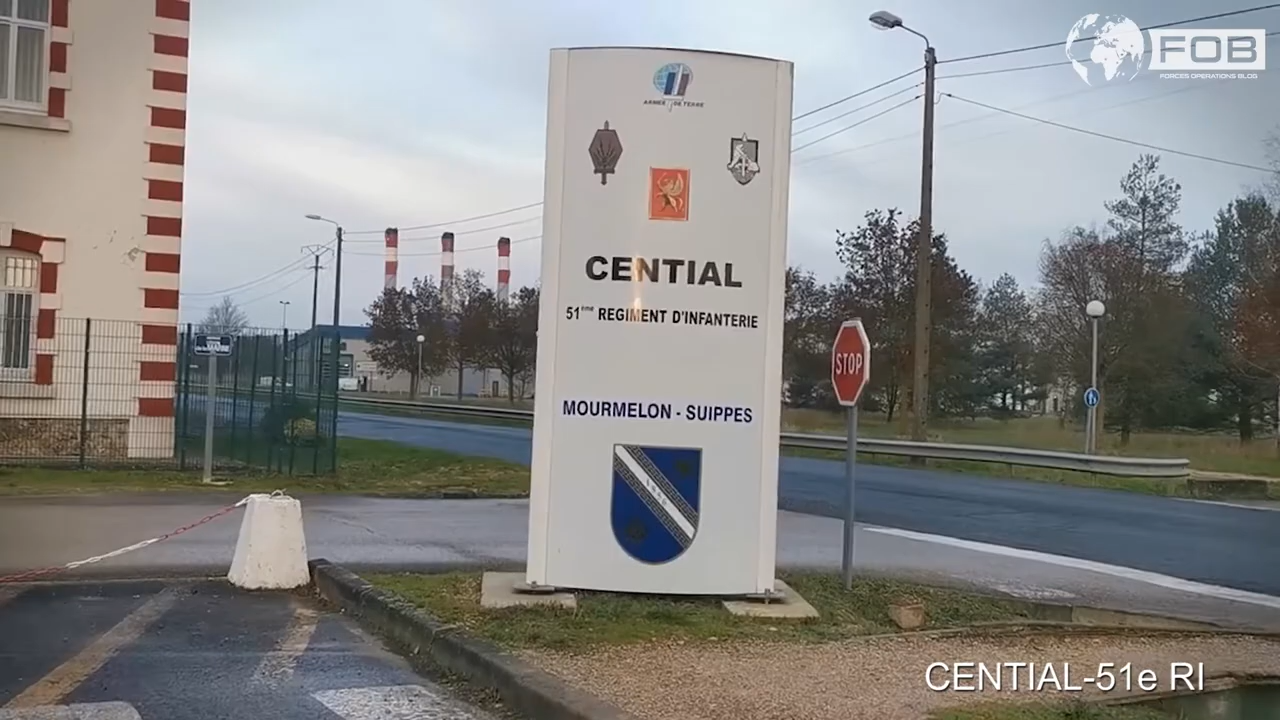 FOB
FORCES OPERATIONS BLOG
ARMÉE DE TERRE
CENTIAL
51ème REGIMENT D'INFANTERIE
STOP
MOURMELON - SUIPPES
CENTIAL-51e RI